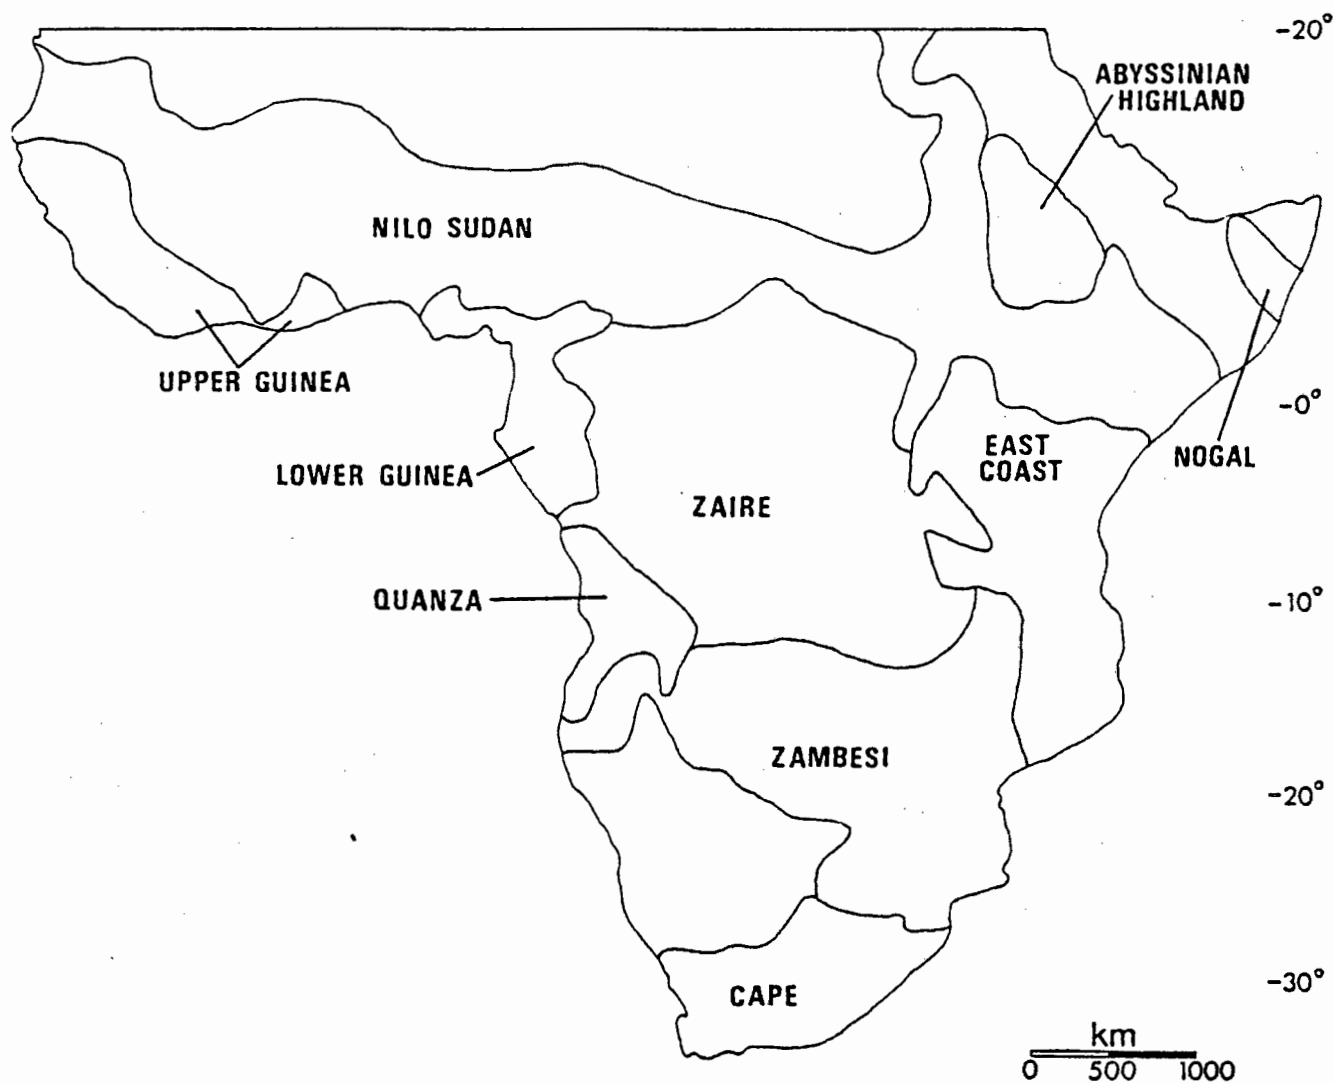 -20°
ABYSSINIAN
HIGHLAND
NILO SUDAN
UPPER GUINEA
-0°
EAST
COAST
NOGAL
LOWER GUINEA
ZAIRE
QUANZA
-10°
ZAMBESI
-20°
-30°
CAPE
km
0 500 1000